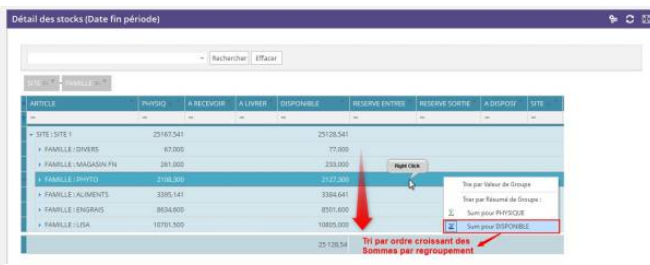 Détail des stocks (Date fin période)
Rechercher Effacer
SITE FAMILLE
ARTICLE PHYSIQ A RECEVOIR A LIVRER DISPONIBLE RESERVE ENTREE RESERVE SORTIE A DISPOSI SITE
SITE : SITE 1 25167,541 25128,541
FAMILLE : DIVERS 67,000 77,000
FAMILLE : MAGASIN FN 261,000 233,000
Right Click
FAMILLE : PHYTO 2108,300 2127,300
Trie par Valeur de Groupe
FAMILLE : ALIMENTS 3395,141 3384,641
Trier par Résumé de Groupe :
FAMILLE : ENGRAIS 8634,600 8501,600
Σ Sum pour PHYSIQUE
FAMILLE : LISA 10701,500 10805,000
Σ Sum pour DISPONIBLE
25 128,54
Tri par ordre croissant des
Sommes par regroupement